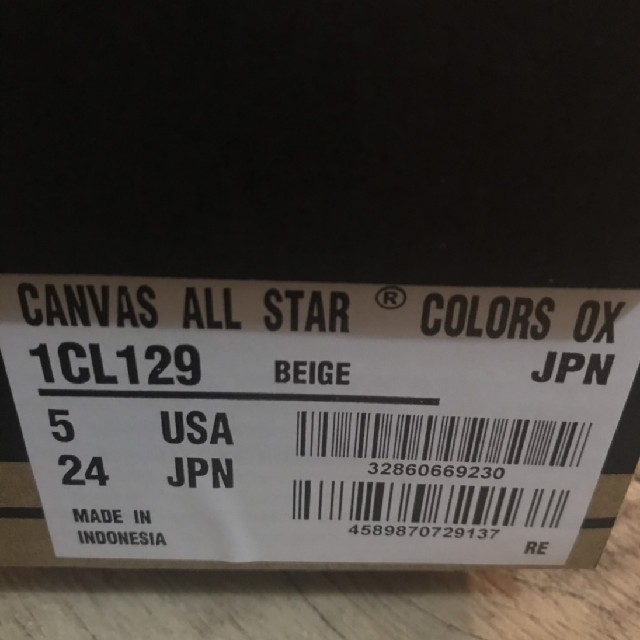 CANVAS ALL STAR ® COLORS OX
1CL129 BEIGE JPN
5 USA
24 JPN
32860669230
4589870729137
MADE IN
INDONESIA
RE